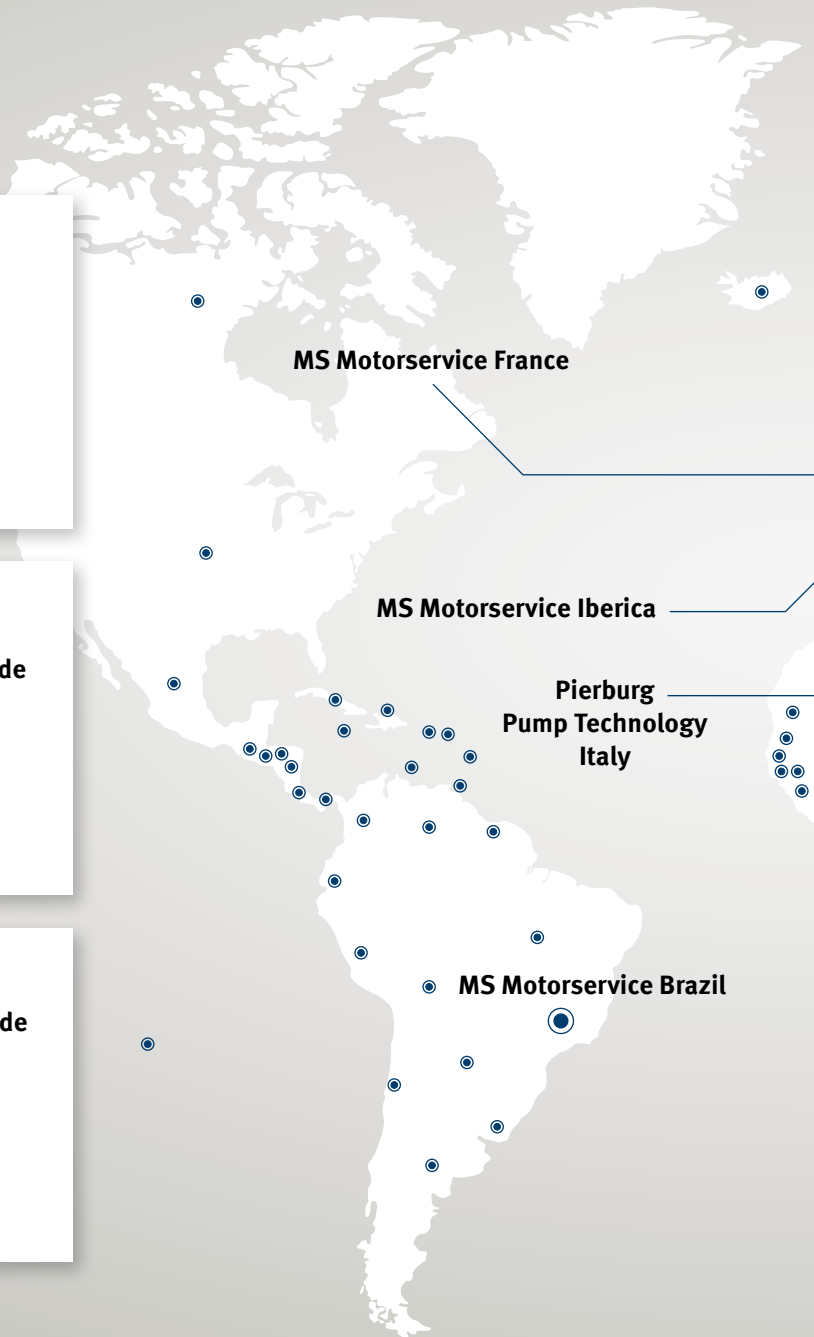 MS Motorservice France
MS Motorservice Iberica
de
Pierburg
Pump Technology
Italy
MS Motorservice Brazil
de